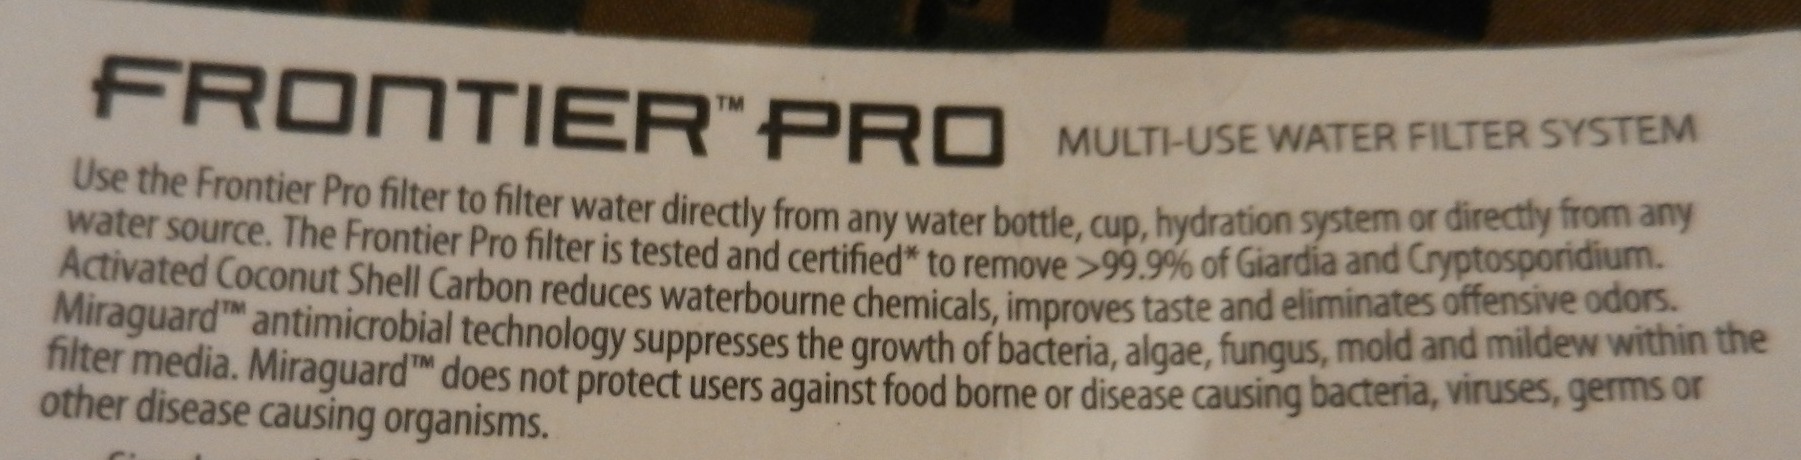 FRONTIER™ PRO MULTI-USE WATER FILTER SYSTEM
Use the Frontier Pro filter to filter water directly from any water bottle, cup, hydration system or directly from any
water source. The Frontier Pro filter is tested and certified* to remove >99.9% of Giardia and Cryptosporidium.
Activated Coconut Shell Carbon reduces waterbourne chemicals, improves taste and eliminates offensive odors.
Miraguard™ antimicrobial technology suppresses the growth of bacteria, algae, fungus, mold and mildew within the
filter media. Miraguard™ does not protect users against food borne or disease causing bacteria, viruses, germs or
other disease causing organisms.